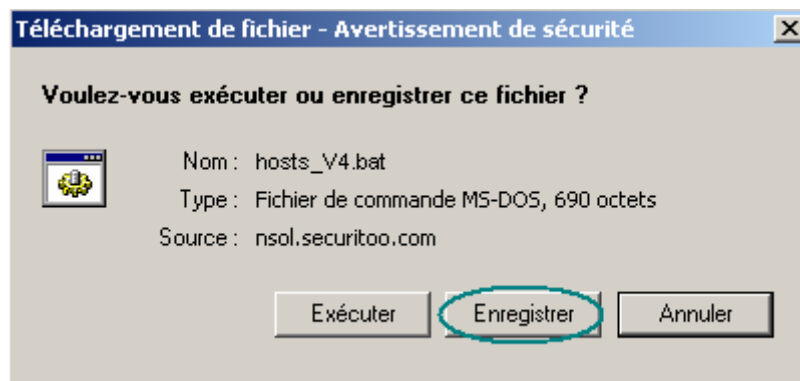 Téléchargement de fichier - Avertissement de sécurité
Voulez-vous exécuter ou enregistrer ce fichier ?
Nom : hosts_V4.bat
Type : Fichier de commande MS-DOS, 690 octets
Source : nsol.securitoo.com
Exécuter Enregistrer Annuler